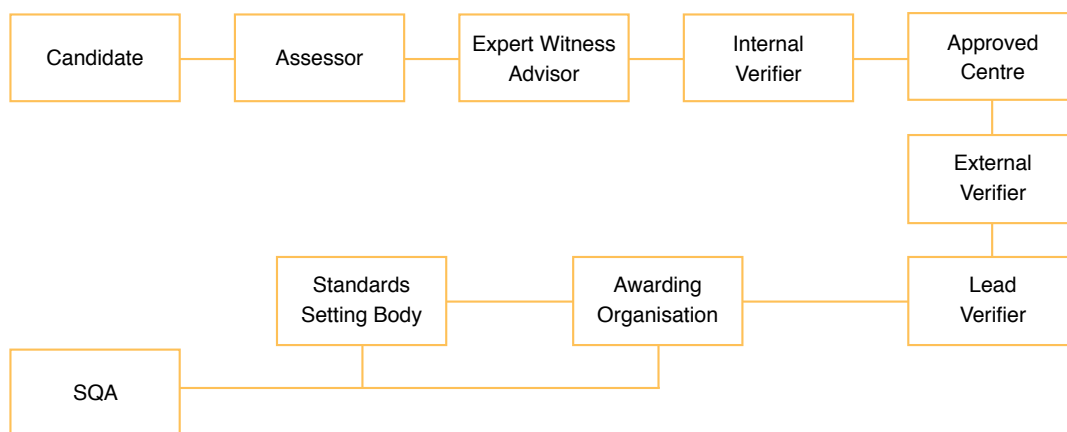 Candidate
Assessor
Expert Witness
Advisor
Internal
Verifier
Approved
Centre
External
Verifier
Standards
Setting Body
Awarding
Organisation
Lead
Verifier
SQA